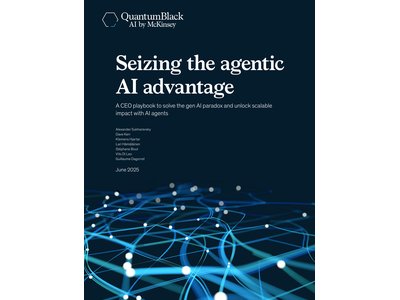 QuantumBlack
AI by McKinsey
Seizing the agentic
AI advantage
A CEO playbook to solve the gen AI paradox and unlock scalable
impact with AI agents
Alexander Sukharevsky
Dave Kerr
Klemens Hjartar
Lari Hämäläinen
Stéphane Bout
Vito Di Leo
Guillaume Dagorret
June 2025